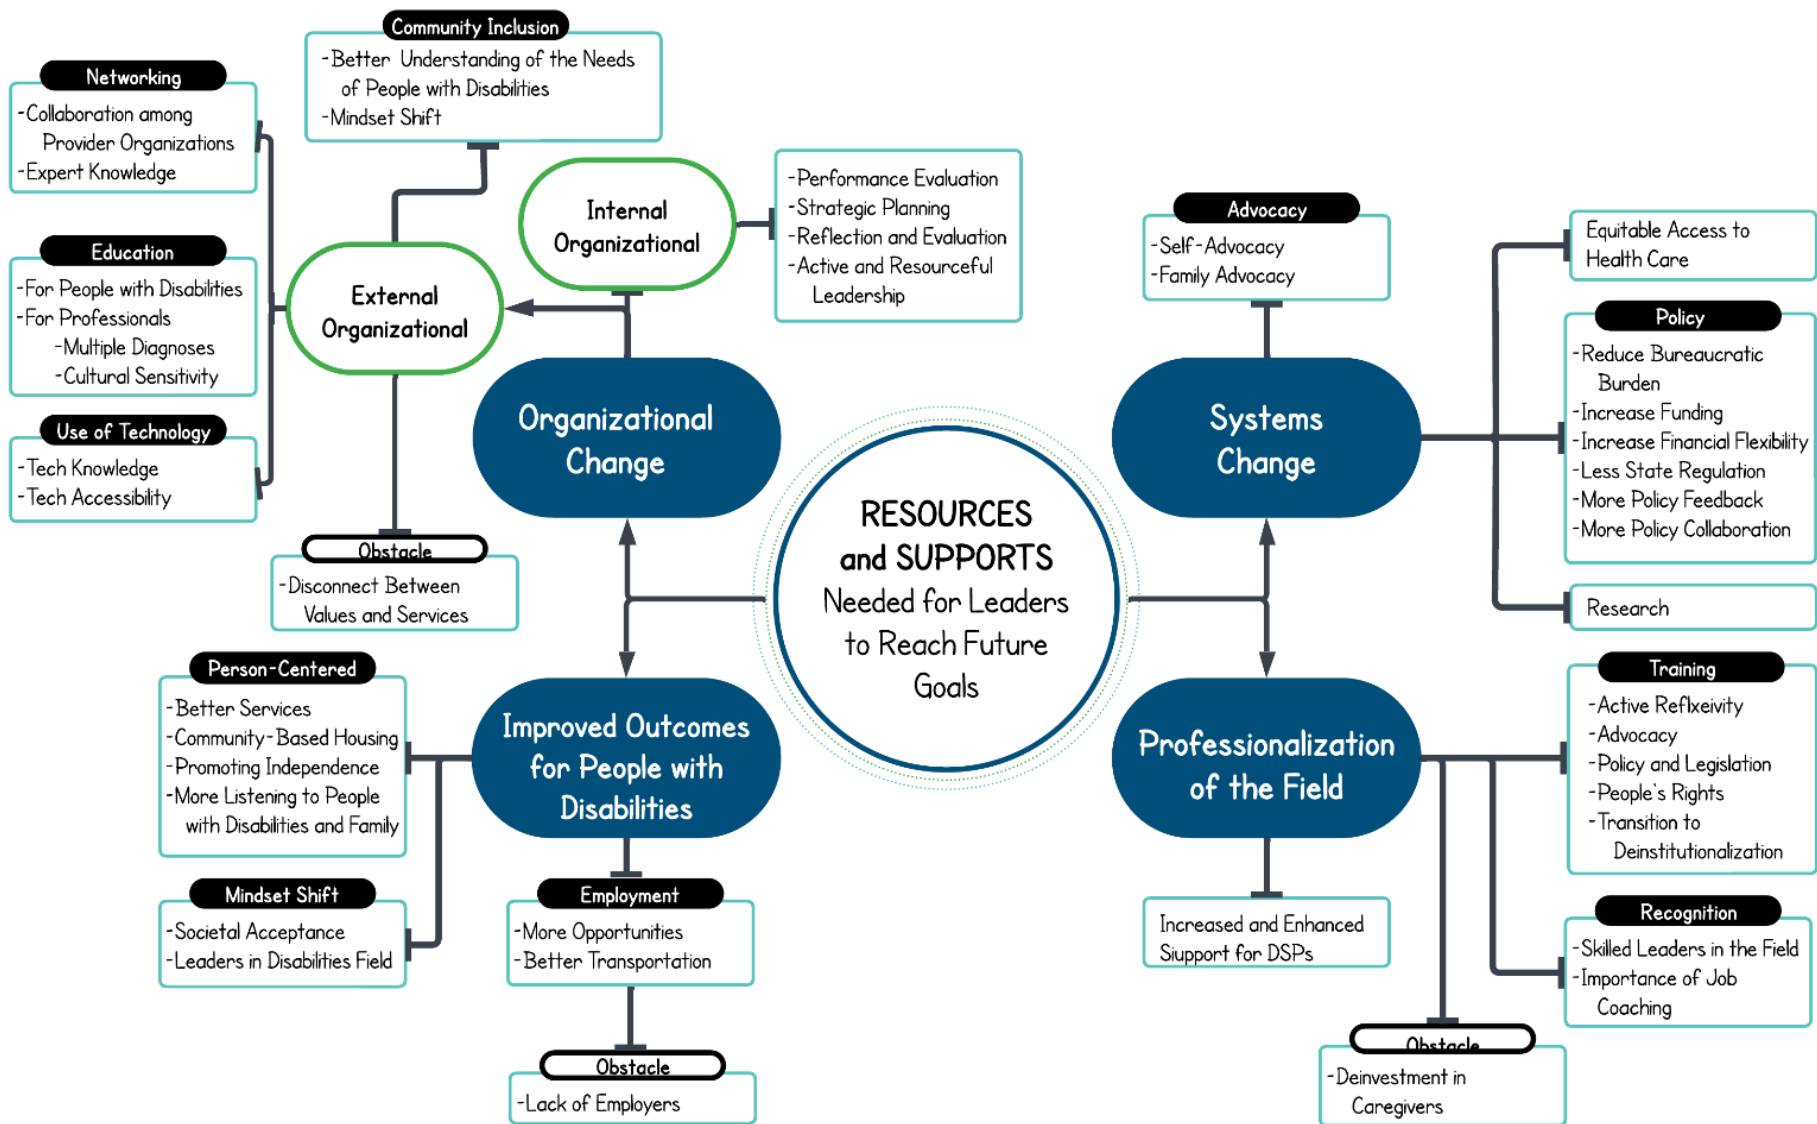 Community Inclusion
-Better Understanding of the Needs
of People with Disabilities
-Mindset Shift
Networking
-Collaboration among
Provider Organizations
-Expert Knowledge
Education
-For People with Disabilities
-For Professionals
-Multiple Diagnoses
-Cultural Sensitivity
Use of Technology
-Tech Knowledge
-Tech Accessibility
External
Organizational
Internal
Organizational
-Performance Evaluation
-Strategic Planning
-Reflection and Evaluation
-Active and Resourceful
Leadership
Obstacle
-Disconnect Between
Values and Services
Organizational
Change
RESOURCES
and SUPPORTS
Needed for Leaders
to Reach Future
Goals
Advocacy
-Self-Advocacy
-Family Advocacy
Systems
Change
Equitable Access to
Health Care
Policy
-Reduce Bureaucratic
Burden
-Increase Funding
-Increase Financial Flexibility
-Less State Regulation
-More Policy Feedback
-More Policy Collaboration
Research
Person-Centered
-Better Services
-Community-Based Housing
-Promoting Independence
-More Listening to People
with Disabilities and Family
Mindset Shift
-Societal Acceptance
-Leaders in Disabilities Field
Improved Outcomes
for People with
Disabilities
Employment
-More Opportunities
-Better Transportation
Obstacle
-Lack of Employers
Professionalization
of the Field
Increased and Enhanced
Siupport for DSPs
Training
-Active Reflxeivity
-Advocacy
-Policy and Legislation
-People's Rights
-Transition to
Deinstitutionalization
Recognition
-Skilled Leaders in the Field
-Importance of Job
Coaching
Obstacle
-Deinvestment in
Caregivers